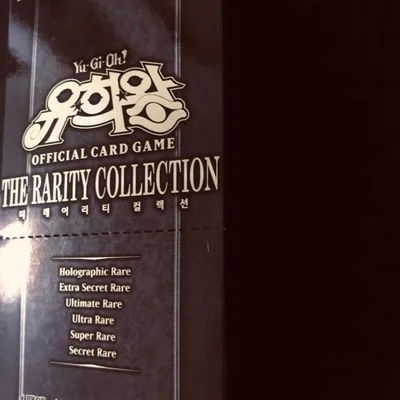 Yu-Gi-Oh!
유희왕
OFFICIAL CARD GAME
THE RARITY COLLECTION
더 레어리티 컬렉션
Holographic Rare
Extra Secret Rare
Ultimate Rare
Ultra Rare
Super Rare
Secret Rare